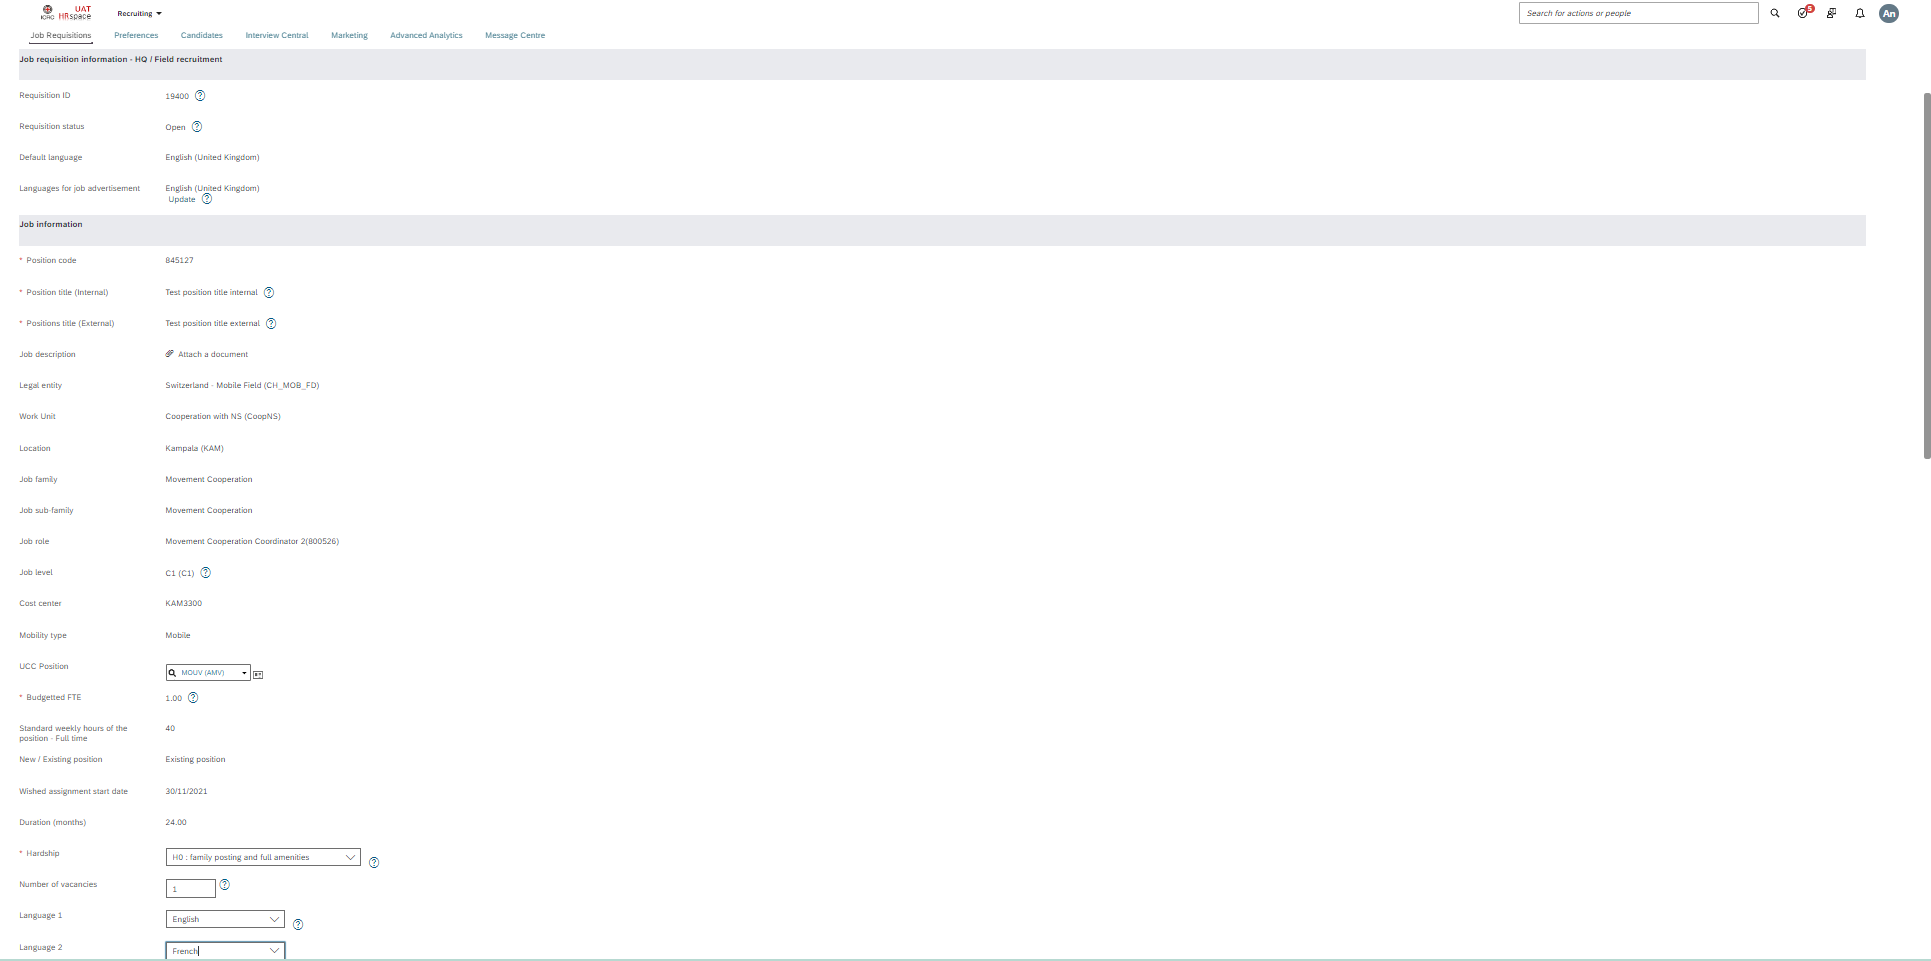 ICRC
UAT
HRspace
Recruiting
Search for actions or people
5
An
Job Requisitions Preferences Candidates Interview Central Marketing Advanced Analytics Message Centre
Job requisition information - HQ / Field recruitment
Requisition ID 19400 ?
Requisition status Open ?
Default language English (United Kingdom)
Languages for job advertisement English (United Kingdom)
Update ?
Job information
* Position code 845127
* Position title (Internal) Test position title internal ?
* Positions title (External) Test position title external ?
Job description Attach a document
Legal entity Switzerland - Mobile Field (CH_MOB_FD)
Work Unit Cooperation with NS (CoopNS)
Location Kampala (KAM)
Job family Movement Cooperation
Job sub-family Movement Cooperation
Job role Movement Cooperation Coordinator 2(800526)
Job level C1 (C1) ?
Cost center KAM3300
Mobility type Mobile
UCC Position MOUV (AMV)
* Budgetted FTE 1.00 ?
Standard weekly hours of the 40
position - Full time
New / Existing position Existing position
Wished assignment start date 30/11/2021
Duration (months) 24.00
* Hardship H0 : family posting and full amenities ?
Number of vacancies 1 ?
Language 1 English ?
Language 2 French